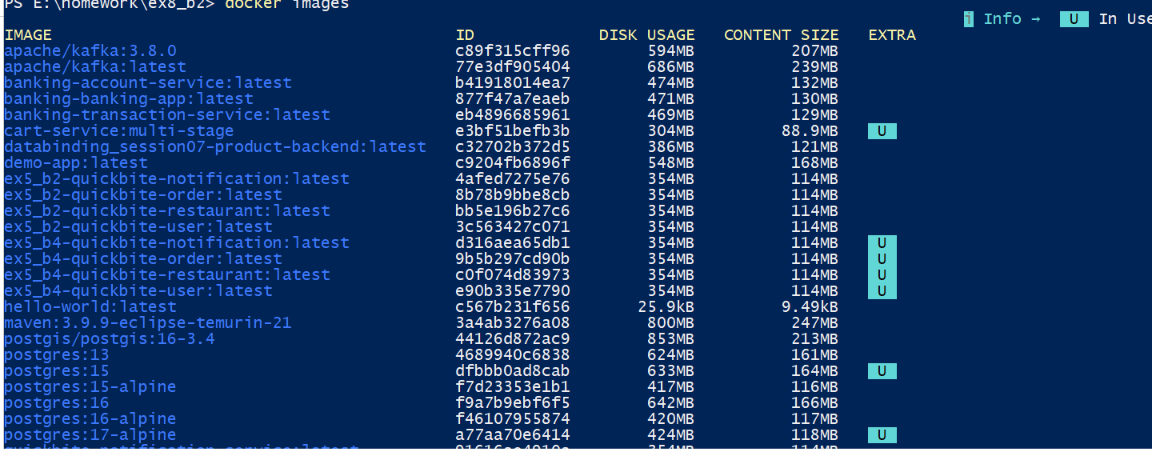 PS E:\homework\ex8_b2> docker images
i Info → U In Use
IMAGE ID DISK USAGE CONTENT SIZE EXTRA
apache/kafka:3.8.0 c89f315cff96 594MB 207MB
apache/kafka:latest 77e3df905404 686MB 239MB
banking-account-service:latest b41918014ea7 474MB 132MB
banking-banking-app:latest 877f47a7eaeb 471MB 130MB
banking-transaction-service:latest eb4896685961 469MB 129MB
cart-service:multi-stage e3bf51befb3b 304MB 88.9MB U
databinding_session07-product-backend:latest c32702b372d5 386MB 121MB
demo-app:latest c9204fb6896f 548MB 168MB
ex5_b2-quickbite-notification:latest 4afed7275e76 354MB 114MB
ex5_b2-quickbite-order:latest 8b78b9bbe8cb 354MB 114MB
ex5_b2-quickbite-restaurant:latest bb5e196b27c6 354MB 114MB
ex5_b2-quickbite-user:latest 3c563427c071 354MB 114MB
ex5_b4-quickbite-notification:latest d316aea65db1 354MB 114MB U
ex5_b4-quickbite-order:latest 9b5b297cd90b 354MB 114MB U
ex5_b4-quickbite-restaurant:latest c0f074d83973 354MB 114MB U
ex5_b4-quickbite-user:latest e90b335e7790 354MB 114MB U
hello-world:latest c567b231f656 25.9kB 9.49kB
maven:3.9.9-eclipse-temurin-21 3a4ab3276a08 800MB 247MB
postgis/postgis:16-3.4 44126d872ac9 853MB 213MB
postgres:13 4689940c6838 624MB 161MB
postgres:15 dfbbb0ad8cab 633MB 164MB U
postgres:15-alpine f7d23353e1b1 417MB 116MB
postgres:16 f9a7b9ebf6f5 642MB 166MB
postgres:16-alpine f46107955874 420MB 117MB
postgres:17-alpine a77aa70e6414 424MB 118MB U